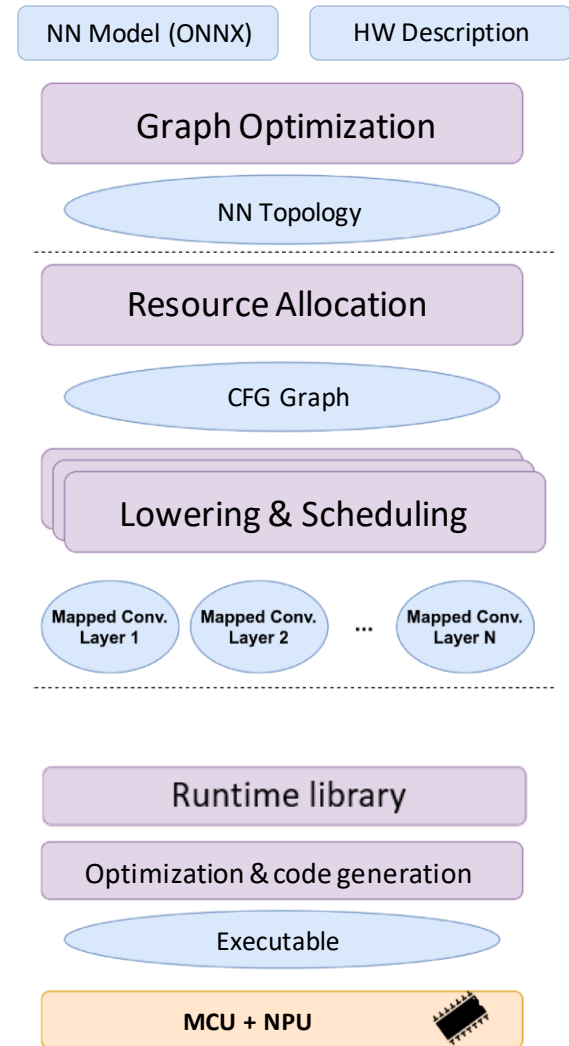 NN Model (ONNX)
HW Description
Graph Optimization
NN Topology
Resource Allocation
CFG Graph
Lowering & Scheduling
Mapped Conv.
Layer 1
Mapped Conv.
Layer 2
...
Mapped Conv.
Layer N
Runtime library
Optimization & code generation
Executable
MCU + NPU